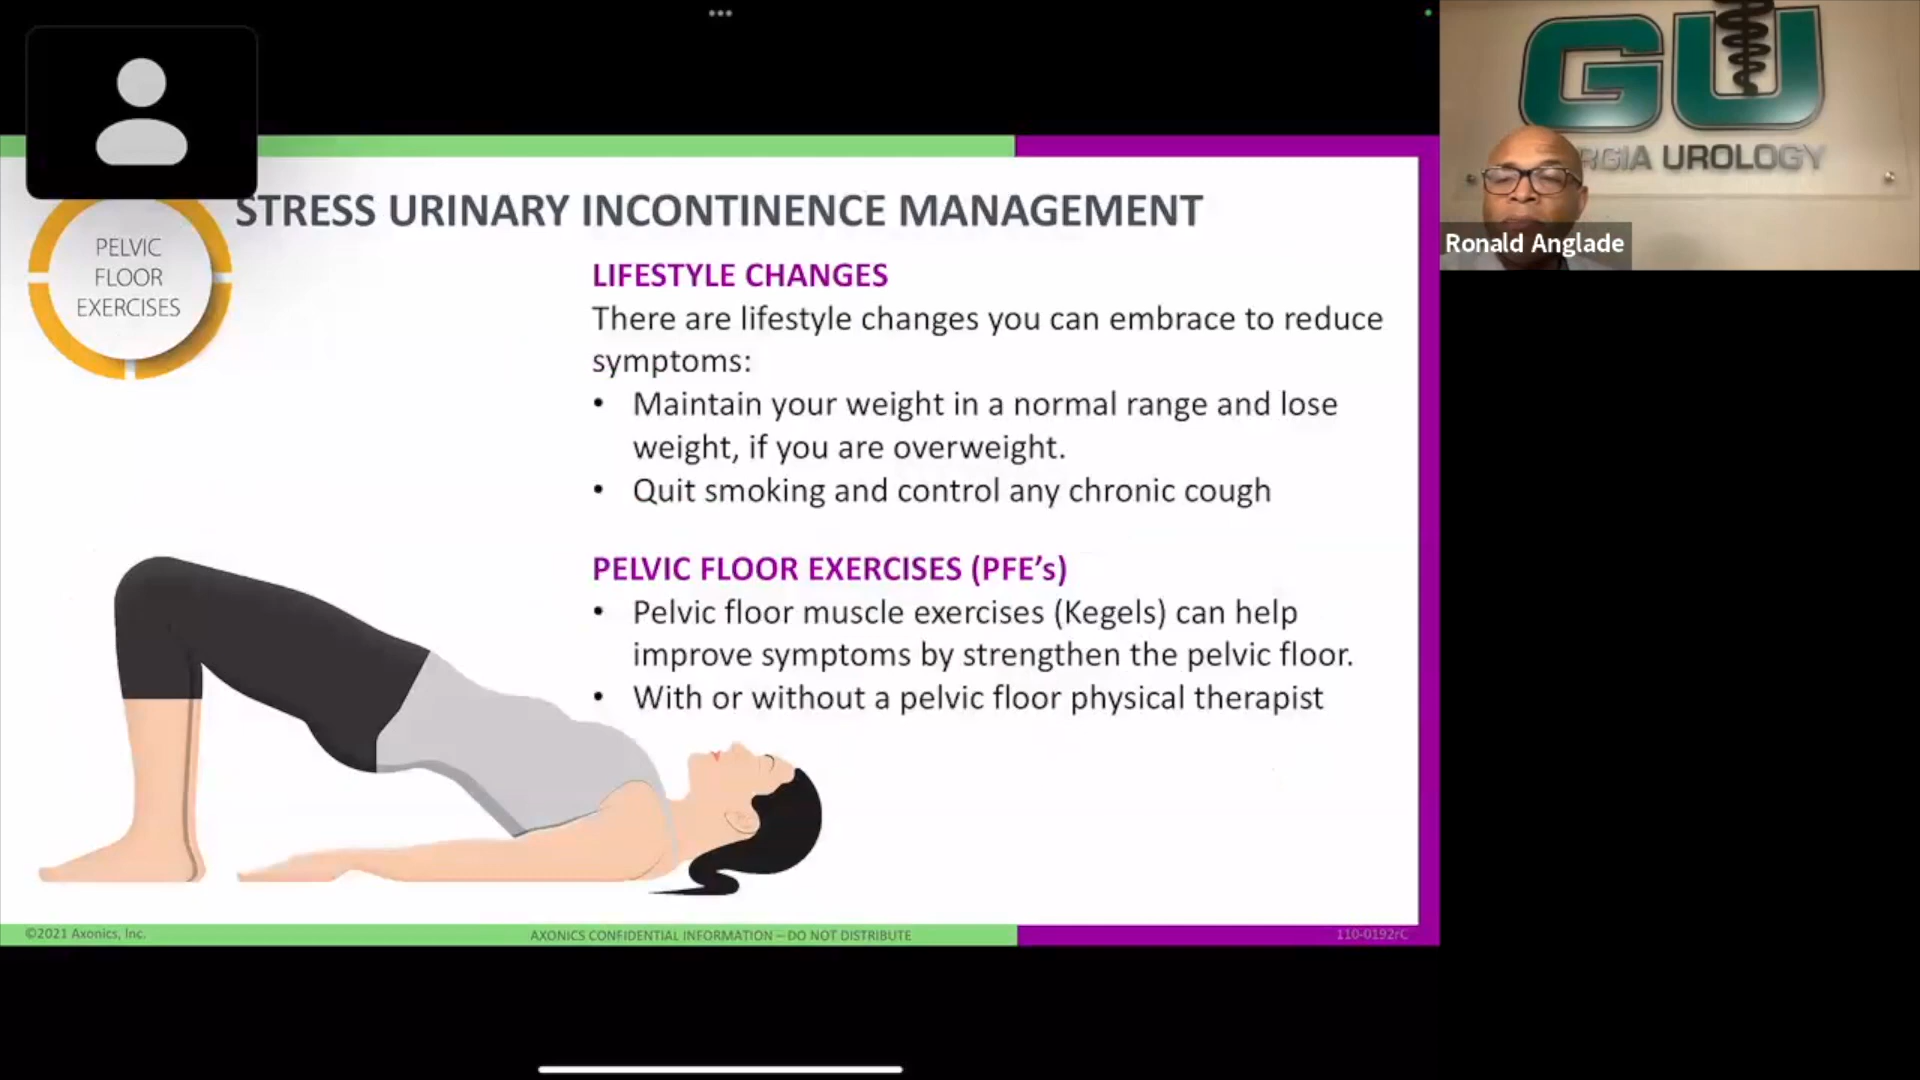 STRESS URINARY INCONTINENCE MANAGEMENT
PELVIC
FLOOR
EXERCISES
LIFESTYLE CHANGES
There are lifestyle changes you can embrace to reduce
symptoms:
• Maintain your weight in a normal range and lose
weight, if you are overweight.
• Quit smoking and control any chronic cough
PELVIC FLOOR EXERCISES (PFE’s)
• Pelvic floor muscle exercises (Kegels) can help
improve symptoms by strengthen the pelvic floor.
• With or without a pelvic floor physical therapist
©2021 Axonics, Inc.
AXONICS CONFIDENTIAL INFORMATION – DO NOT DISTRIBUTE
110-0192rC
GU
RGIA UROLOGY
Ronald Anglade